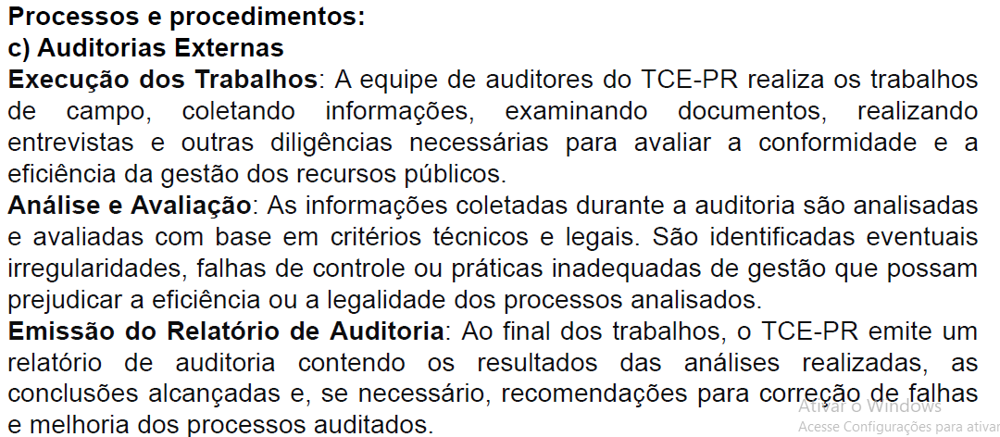 Processos e procedimentos:
c) Auditorias Externas
Execução dos Trabalhos: A equipe de auditores do TCE-PR realiza os trabalhos
de campo, coletando informações, examinando documentos, realizando
entrevistas e outras diligências necessárias para avaliar a conformidade e a
eficiência da gestão dos recursos públicos.
Análise e Avaliação: As informações coletadas durante a auditoria são analisadas
e avaliadas com base em critérios técnicos e legais. São identificadas eventuais
irregularidades, falhas de controle ou práticas inadequadas de gestão que possam
prejudicar a eficiência ou a legalidade dos processos analisados.
Emissão do Relatório de Auditoria: Ao final dos trabalhos, o TCE-PR emite um
relatório de auditoria contendo os resultados das análises realizadas, as
conclusões alcançadas e, se necessário, recomendações para correção de falhas
e melhoria dos processos auditados.
Ativar o Windows
Acesse Configurações para ativar